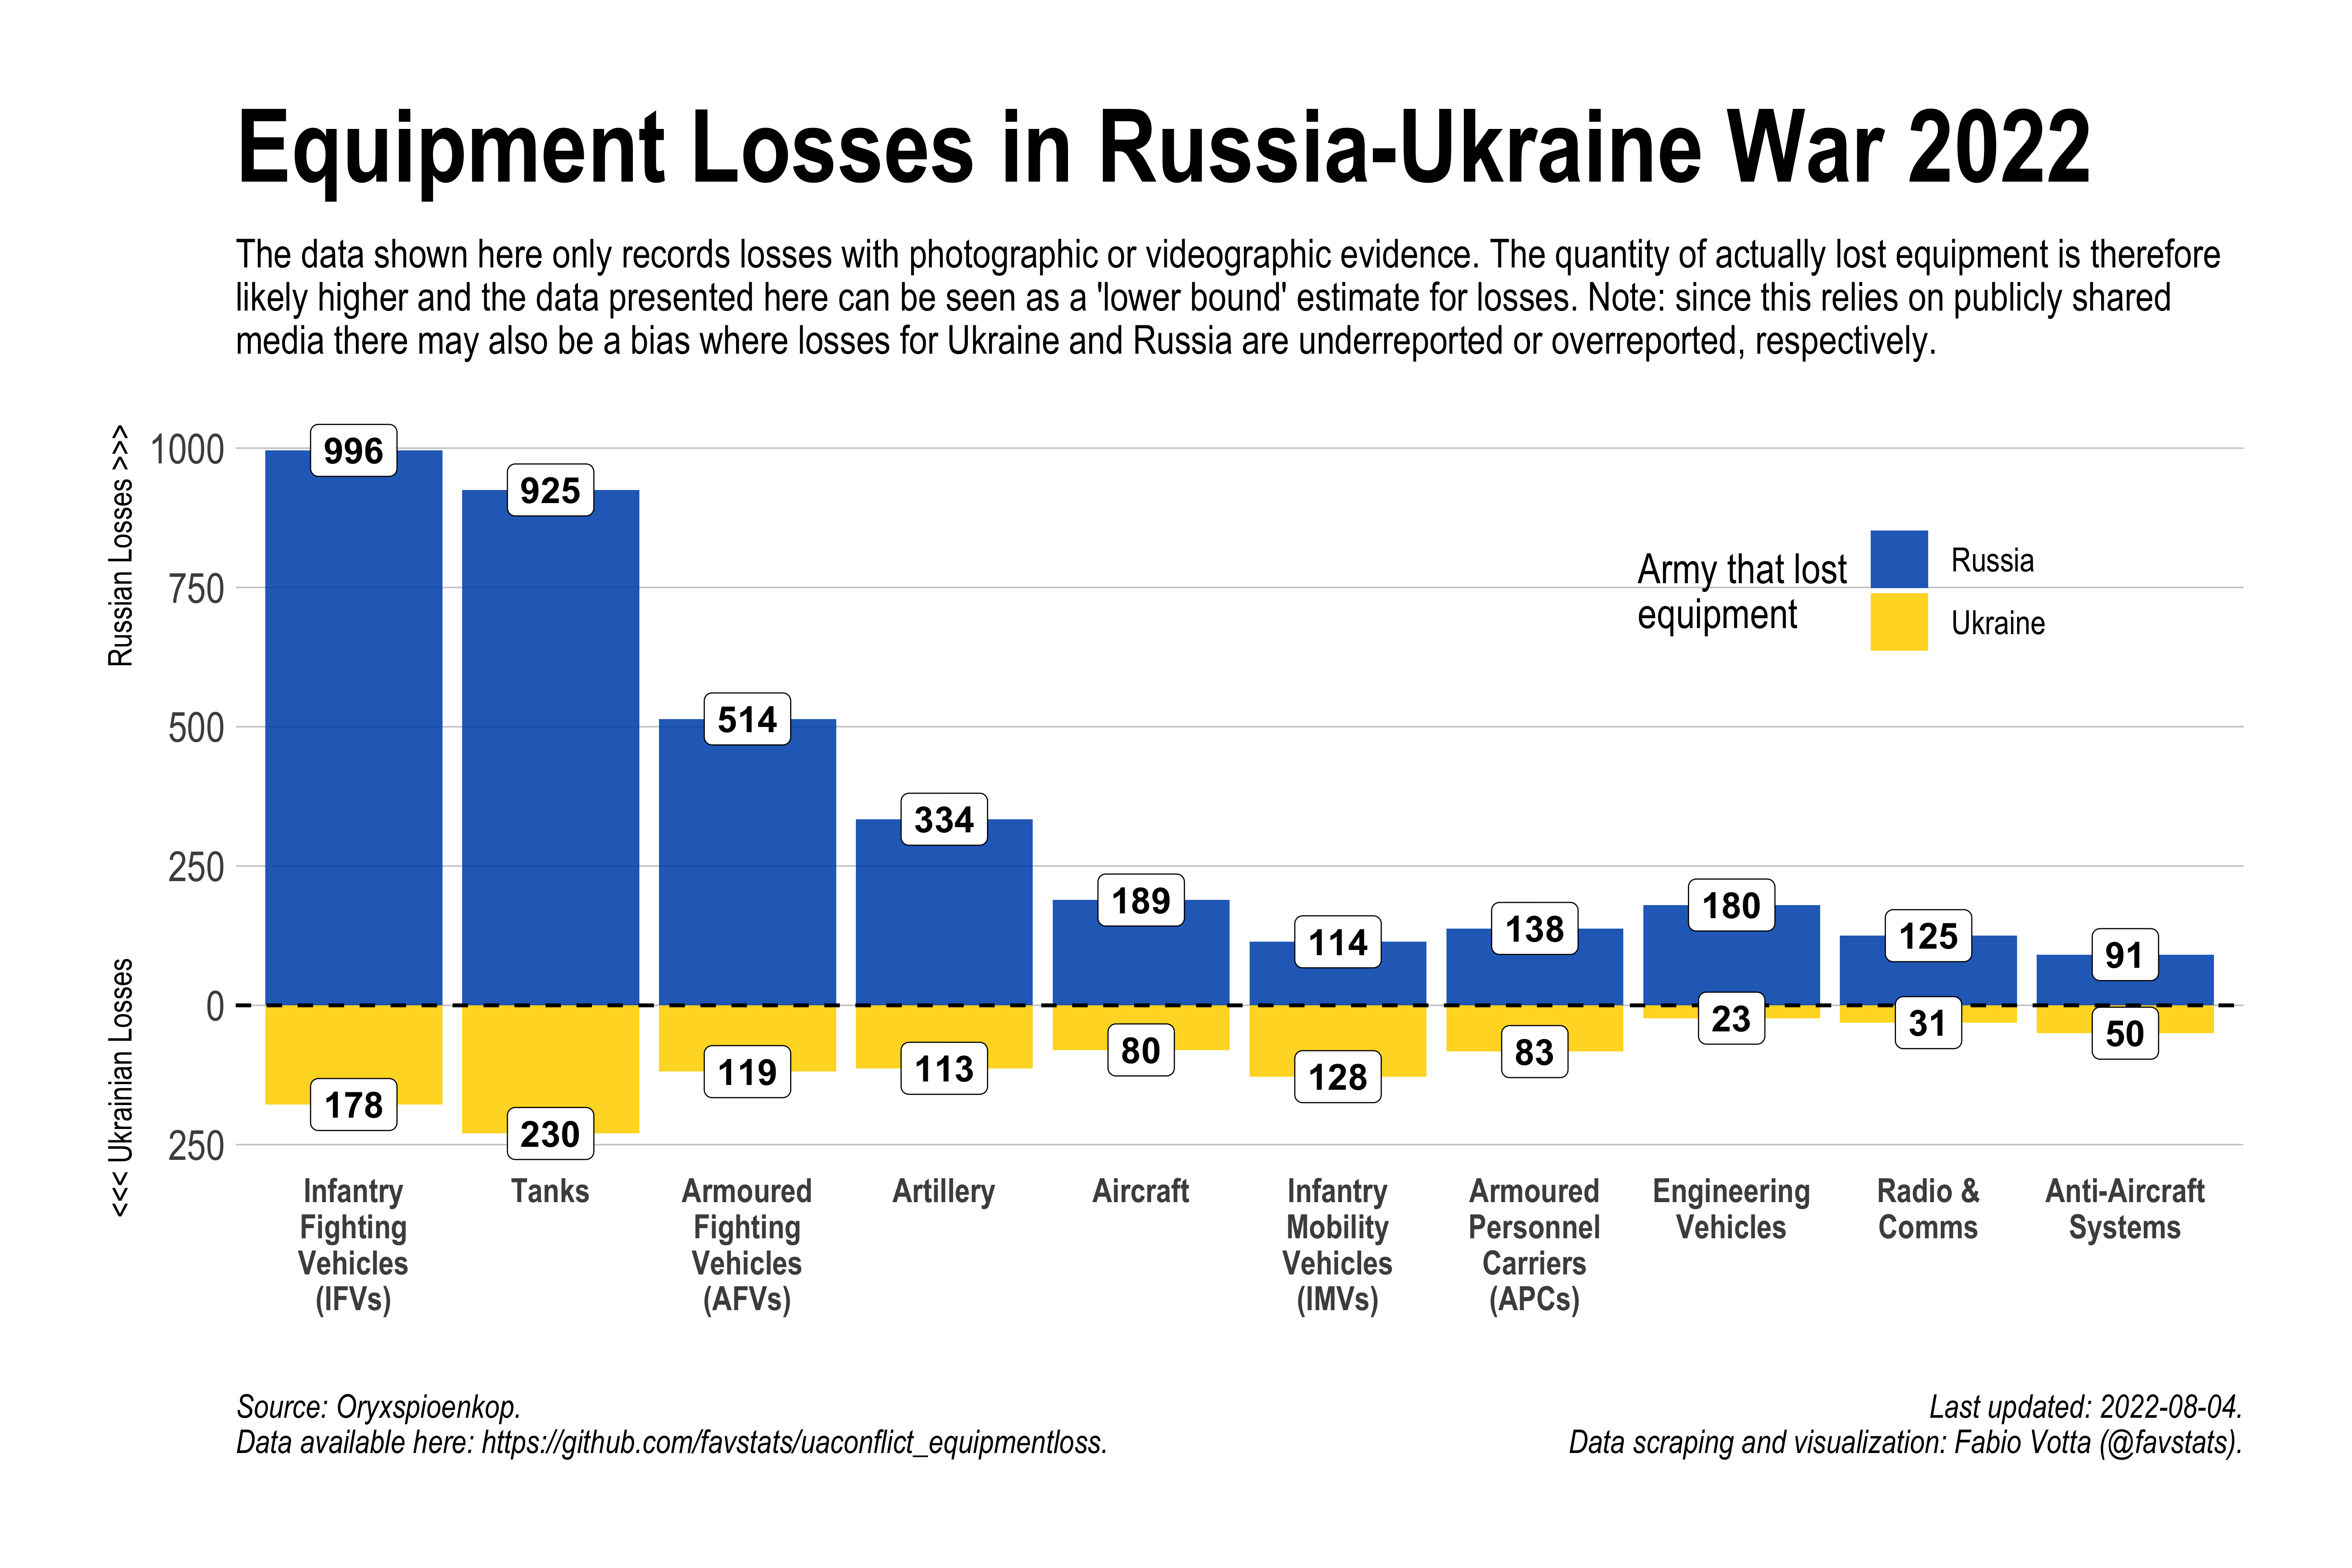 Equipment Losses in Russia-Ukraine War 2022
The data shown here only records losses with photographic or videographic evidence. The quantity of actually lost equipment is therefore
likely higher and the data presented here can be seen as a 'lower bound' estimate for losses. Note: since this relies on publicly shared
media there may also be a bias where losses for Ukraine and Russia are underreported or overreported, respectively.
<<< Ukrainian Losses
Russian Losses >>>
1000
750
500
250
0
250
996
925
514
334
189
114
138
180
125
91
178
230
119
113
80
128
83
23
31
50
Army that lost
equipment
Russia
Ukraine
Infantry
Fighting
Vehicles
(IFVs)
Tanks
Armoured
Fighting
Vehicles
(AFVs)
Artillery
Aircraft
Infantry
Mobility
Vehicles
(IMVs)
Armoured
Personnel
Carriers
(APCs)
Engineering
Vehicles
Radio &
Comms
Anti-Aircraft
Systems
Source: Oryxspioenkop.
Data available here: https://github.com/favstats/uaconflict_equipmentloss.
Last updated: 2022-08-04.
Data scraping and visualization: Fabio Votta (@favstats).